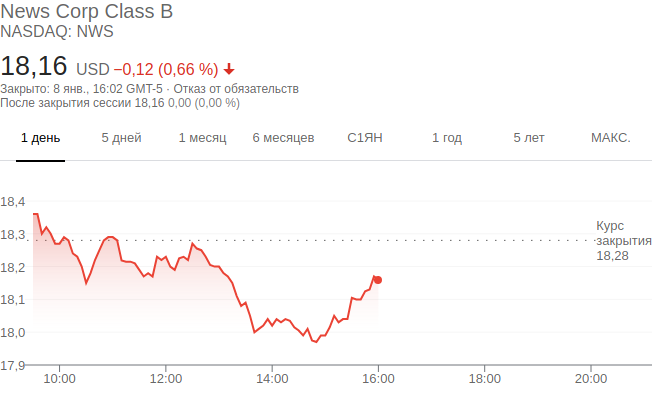 News Corp Class B
NASDAQ: NWS
18,16 USD −0,12 (0,66 %)
Закрыто: 8 янв., 16:02 GMT-5 · Отказ от обязательств
После закрытия сессии 18,16 0,00 (0,00 %)
1 день 5 дней 1 месяц 6 месяцев С1ЯН 1 год 5 лет МАКС.
18,4
18,3
18,2
18,1
18,0
17,9
Курс
закрытия
18,28
10:00 12:00 14:00 16:00 18:00 20:00